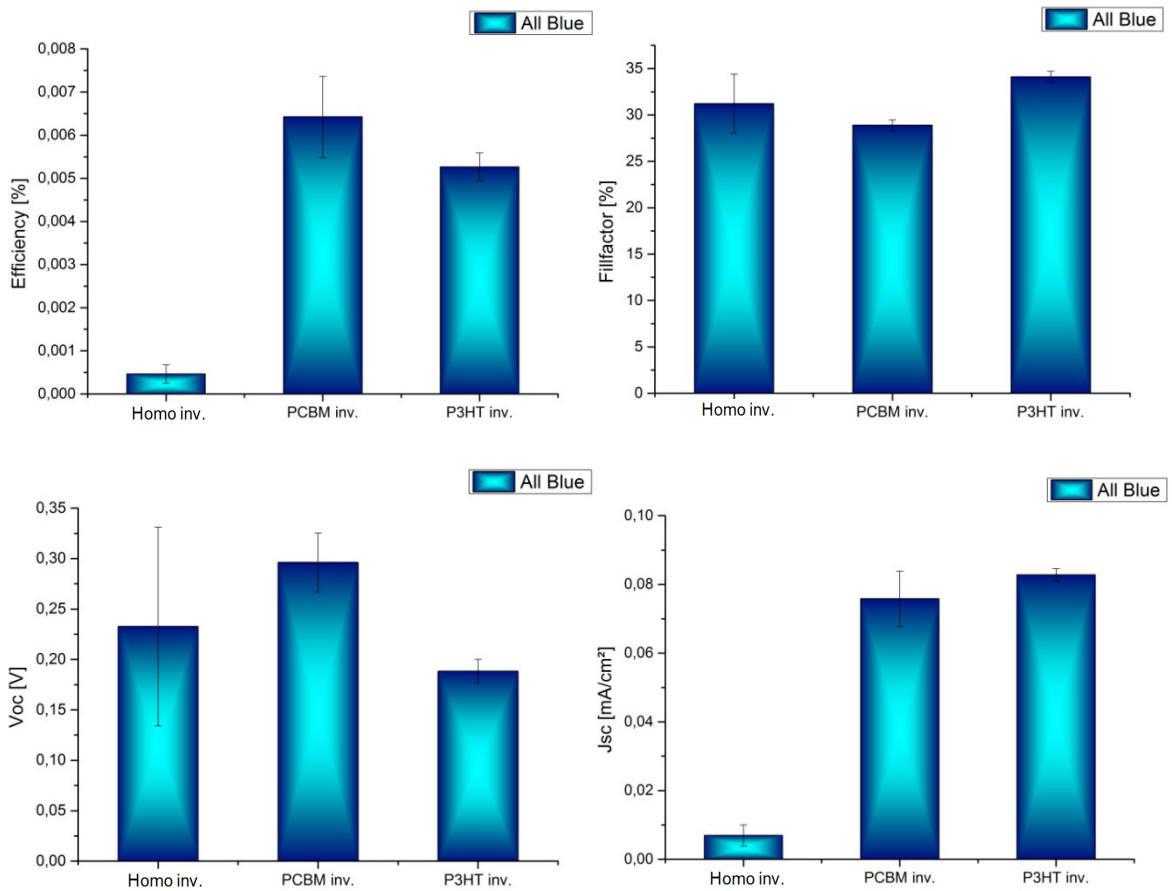 All Blue
Efficiency [%]
0,008
0,007
0,006
0,005
0,004
0,003
0,002
0,001
0,000
Homo inv.
PCBM inv.
P3HT inv.
All Blue
Fillfactor [%]
35
30
25
20
15
10
5
0
Homo inv.
PCBM inv.
P3HT inv.
All Blue
Voc [V]
0,35
0,30
0,25
0,20
0,15
0,10
0,05
0,00
Homo inv.
PCBM inv.
P3HT inv.
All Blue
Jsc [mA/cm²]
0,10
0,08
0,06
0,04
0,02
0,00
Homo inv.
PCBM inv.
P3HT inv.